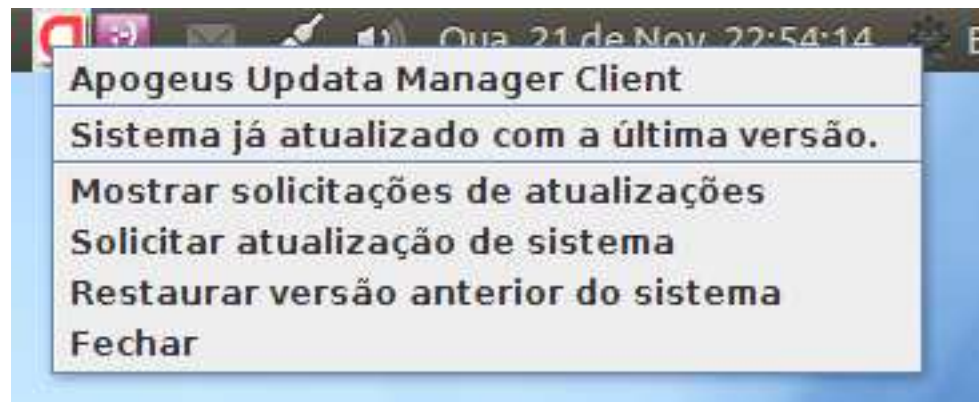 Qua, 21 de Nov, 22:54:14
Apogeus Updata Manager Client
Sistema já atualizado com a última versão.
Mostrar solicitações de atualizações
Solicitar atualização de sistema
Restaurar versão anterior do sistema
Fechar